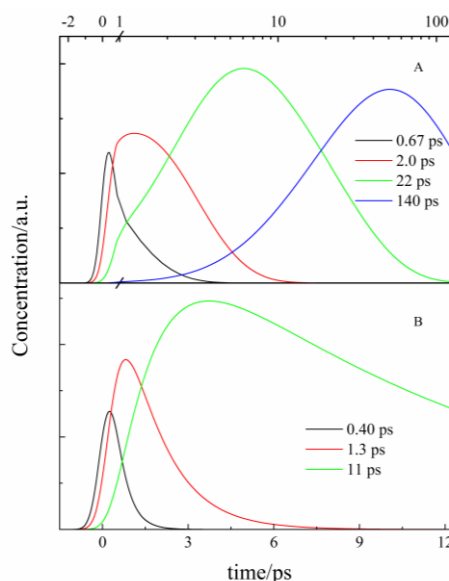 -2 0 1 10 100
A
0.67 ps
2.0 ps
22 ps
140 ps
Concentration/a.u.
B
0.40 ps
1.3 ps
11 ps
0 3 6 9 12
time/ps